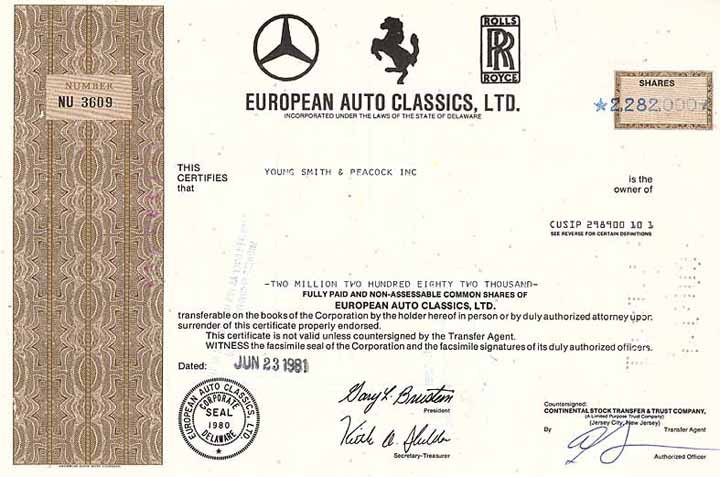 ROLLS
RR
ROYCE
NUMBER
NU 3609
SHARES
*2,282,000*
EUROPEAN AUTO CLASSICS, LTD.
INCORPORATED UNDER THE LAWS OF THE STATE OF DELAWARE
THIS
CERTIFIES
that
YOUNG SMITH & PEACOCK INC
is the
owner of
CUSIP 298900 10 1
SEE REVERSE FOR CERTAIN DEFINITIONS
-TWO MILLION TWO HUNDRED EIGHTY TWO THOUSAND-
FULLY PAID AND NON-ASSESSABLE COMMON SHARES OF
EUROPEAN AUTO CLASSICS, LTD.
transferable on the books of the Corporation by the holder hereof in person or by duly authorized attorney upon
surrender of this certificate properly endorsed.
This certificate is not valid unless countersigned by the Transfer Agent.
WITNESS the facsimile seal of the Corporation and the facsimile signatures of its duly authorized officers.
Dated: JUN 23 1981
EUROPEAN AUTO CLASSICS, LTD.
CORPORATE
SEAL
1980
DELAWARE
President
Secretary-Treasurer
Countersigned:
CONTINENTAL STOCK TRANSFER & TRUST COMPANY,
(A Limited Purpose Trust Company)
(Jersey City, New Jersey)
By
Transfer Agent
Authorized Officer